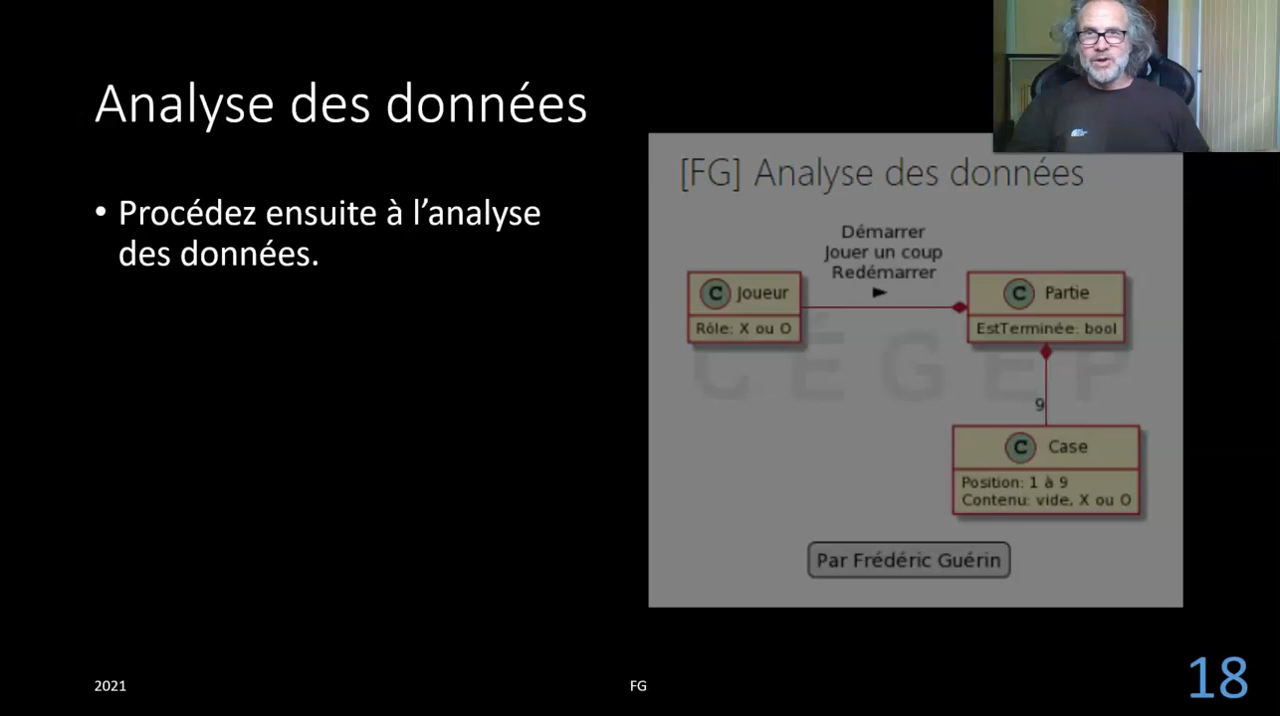 Analyse des données
• Procédez ensuite à l’analyse
des données.
[FG] Analyse des données
Démarrer
Jouer un coup
Redémarrer
C Joueur
Rôle: X ou O
C Partie
EstTerminée: bool
CÉGEP
9
C Case
Position: 1 à 9
Contenu: vide, X ou O
Par Frédéric Guérin
2021
FG
18